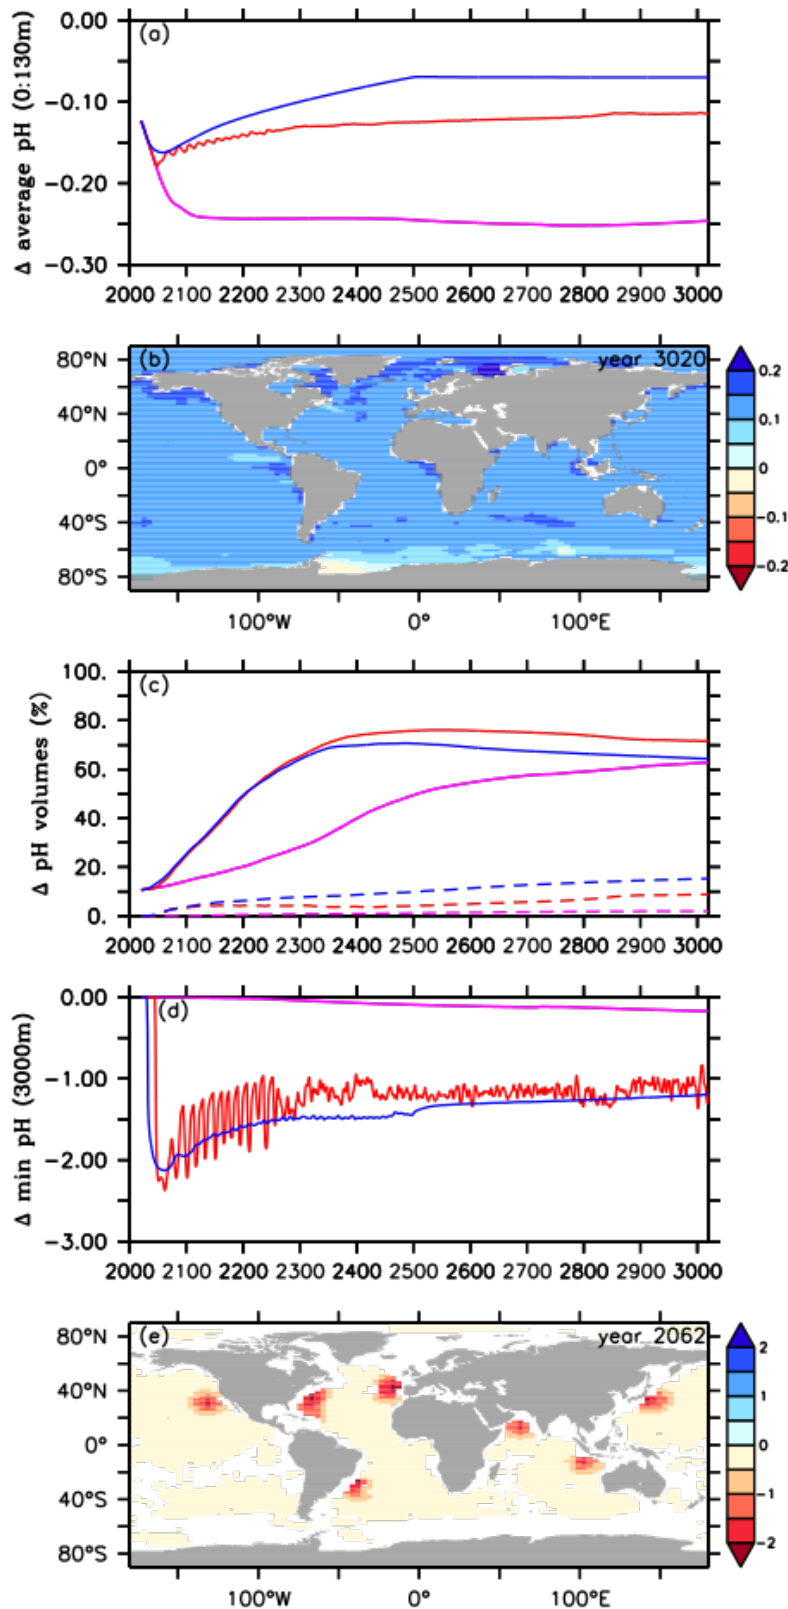 Δ average pH (0:130m)
0.00
−0.10
−0.20
−0.30
(a)
2000 2100 2200 2300 2400 2500 2600 2700 2800 2900 3000
(b)
year 3020
80°N
40°N
0°
40°S
80°S
100°W 0° 100°E
0.2
0.1
0
−0.1
−0.2
Δ pH volumes (%)
100.
80.
60.
40.
20.
0.
(c)
2000 2100 2200 2300 2400 2500 2600 2700 2800 2900 3000
Δ min pH (3000m)
0.00
−1.00
−2.00
−3.00
(d)
2000 2100 2200 2300 2400 2500 2600 2700 2800 2900 3000
(e)
year 2062
80°N
40°N
0°
40°S
80°S
100°W 0° 100°E
2
1
0
−1
−2